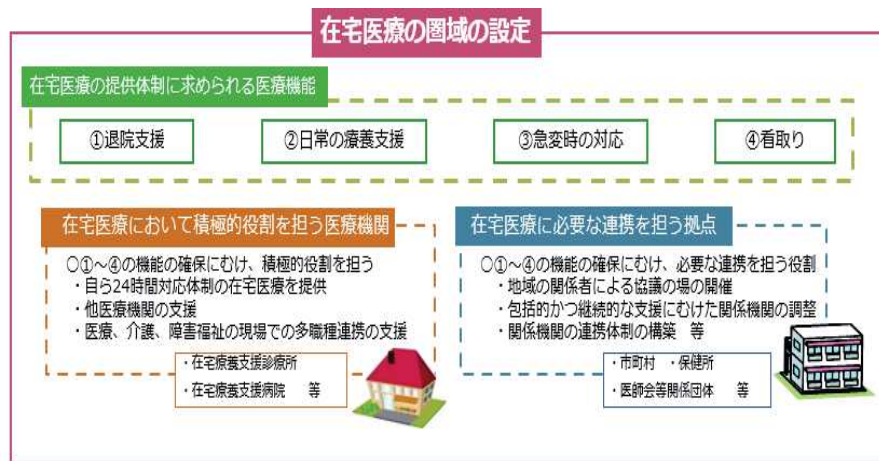 在宅医療の圏域の設定
在宅医療の提供体制に求められる医療機能
①退院支援
②日常の療養支援
③急変時の対応
④看取り
在宅医療において積極的役割を担う医療機関
〇①～④の機能の確保にむけ、積極的役割を担う
・自ら24時間対応体制の在宅医療を提供
・他医療機関の支援
・医療、介護、障害福祉の現場での多職種連携の支援
・在宅療養支援診療所
・在宅療養支援病院　等
在宅医療に必要な連携を担う拠点
〇①～④の機能の確保にむけ、必要な連携を担う役割
・地域の関係者による協議の場の開催
・包括的かつ継続的な支援にむけた関係機関の調整
・関係機関の連携体制の構築　等
・市町村　・保健所
・医師会等関係団体　等